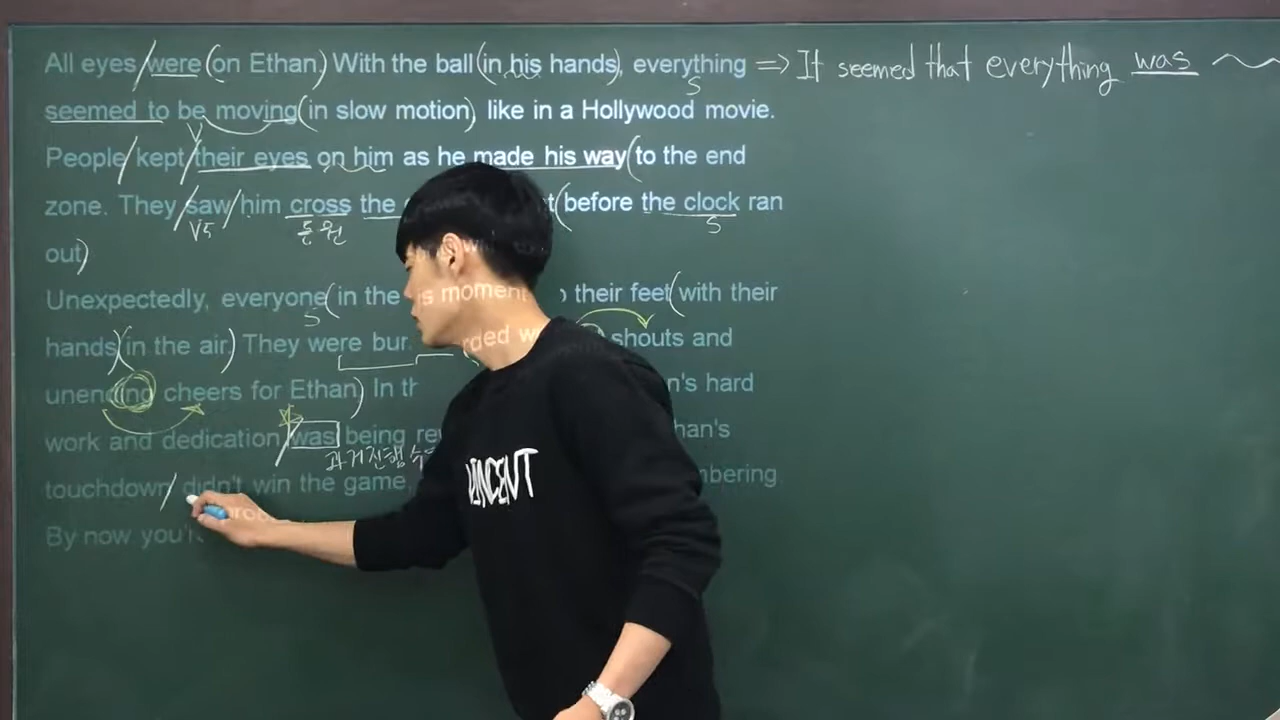 All eyes were (on Ethan.) With the ball (in his hands), everything => It seemed that everything was
seemed to be moving (in slow motion) like in a Hollywood movie.
People / kept / their eyes on him as he made his way (to the end
zone. They / saw / him cross the (before the clock ran
V5 동원 S
out)
Unexpectedly, everyone (in the is moment their feet (with their
S
hands) (in the air) They were bur rded w shouts and
unending cheers for Ethan) In th n's hard
work and dedication / was being re han's
과거진행수
touchdown / didn't win the game, mbering
By now you'r
VINCENT